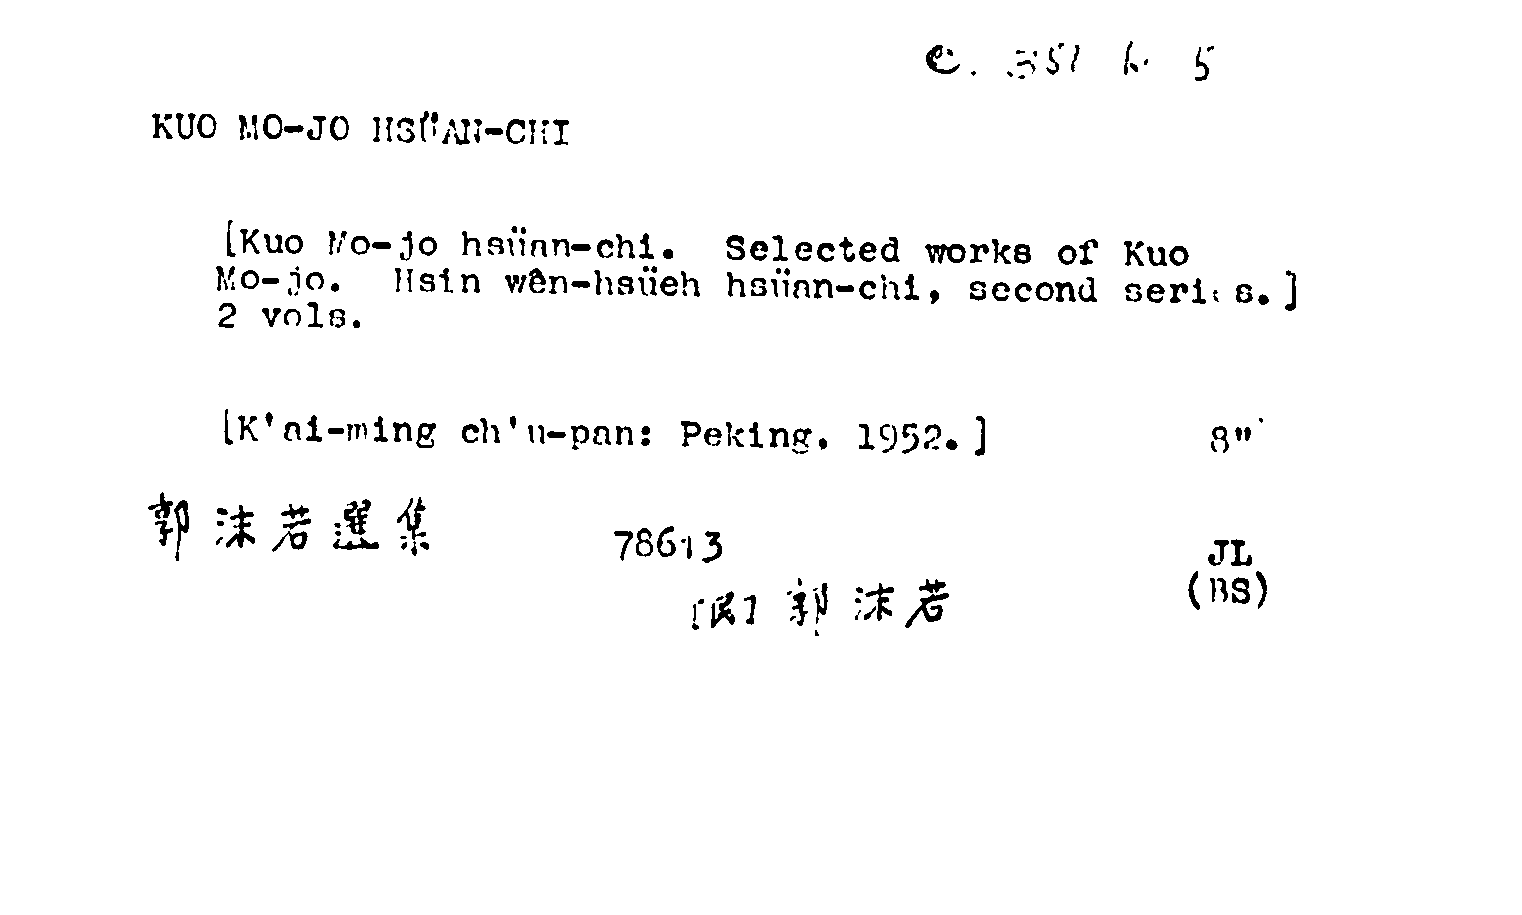 KUO MO-JO HSÜAN-CHI
[Kuo Mo-jo hsüan-chi. Selected works of Kuo
Mo-jo. Hsin wên-hsüeh hsüan-chi, second series.]
2 vols.
[K'ai-ming ch'u-pan: Peking. 1952.] 8"
郭沫若選集 78613 JL
[民] 郭沫若 (BS)